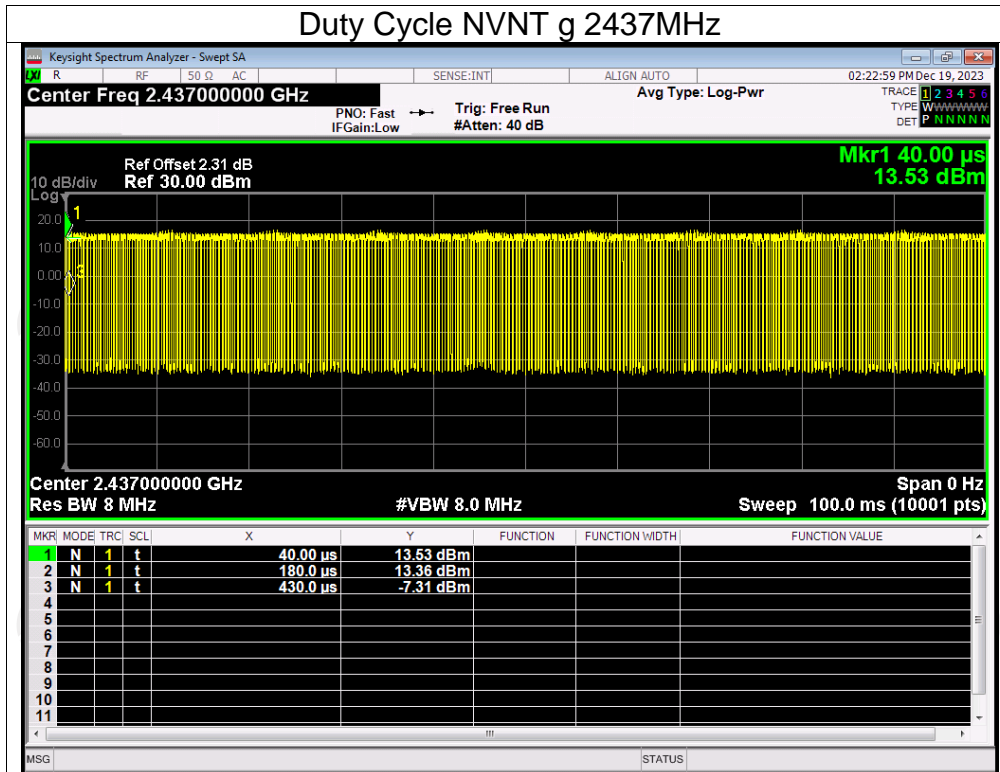 Duty Cycle NVNT g 2437MHz
Keysight Spectrum Analyzer - Swept SA
LXI R RF 50 Ω AC SENSE:INT ALIGN AUTO 02:22:59 PM Dec 19, 2023
Center Freq 2.437000000 GHz Avg Type: Log-Pwr TRACE 1 2 3 4 5 6
PNO: Fast Trig: Free Run TYPE WWWWWW
IFGain:Low #Atten: 40 dB DET P N N N N N
Mkr1 40.00 µs
Ref Offset 2.31 dB
10 dB/div Ref 30.00 dBm 13.53 dBm
Log
1
20.0
10.0
0.00
3
-10.0
-20.0
-30.0
-40.0
-50.0
-60.0
Center 2.437000000 GHz Span 0 Hz
Res BW 8 MHz #VBW 8.0 MHz Sweep 100.0 ms (10001 pts)
MKR MODE TRC SCL X Y FUNCTION FUNCTION WIDTH FUNCTION VALUE
1 N 1 t 40.00 µs 13.53 dBm
2 N 1 t 180.0 µs 13.36 dBm
3 N 1 t 430.0 µs -7.31 dBm
4
5
6
7
8
9
10
11
MSG STATUS